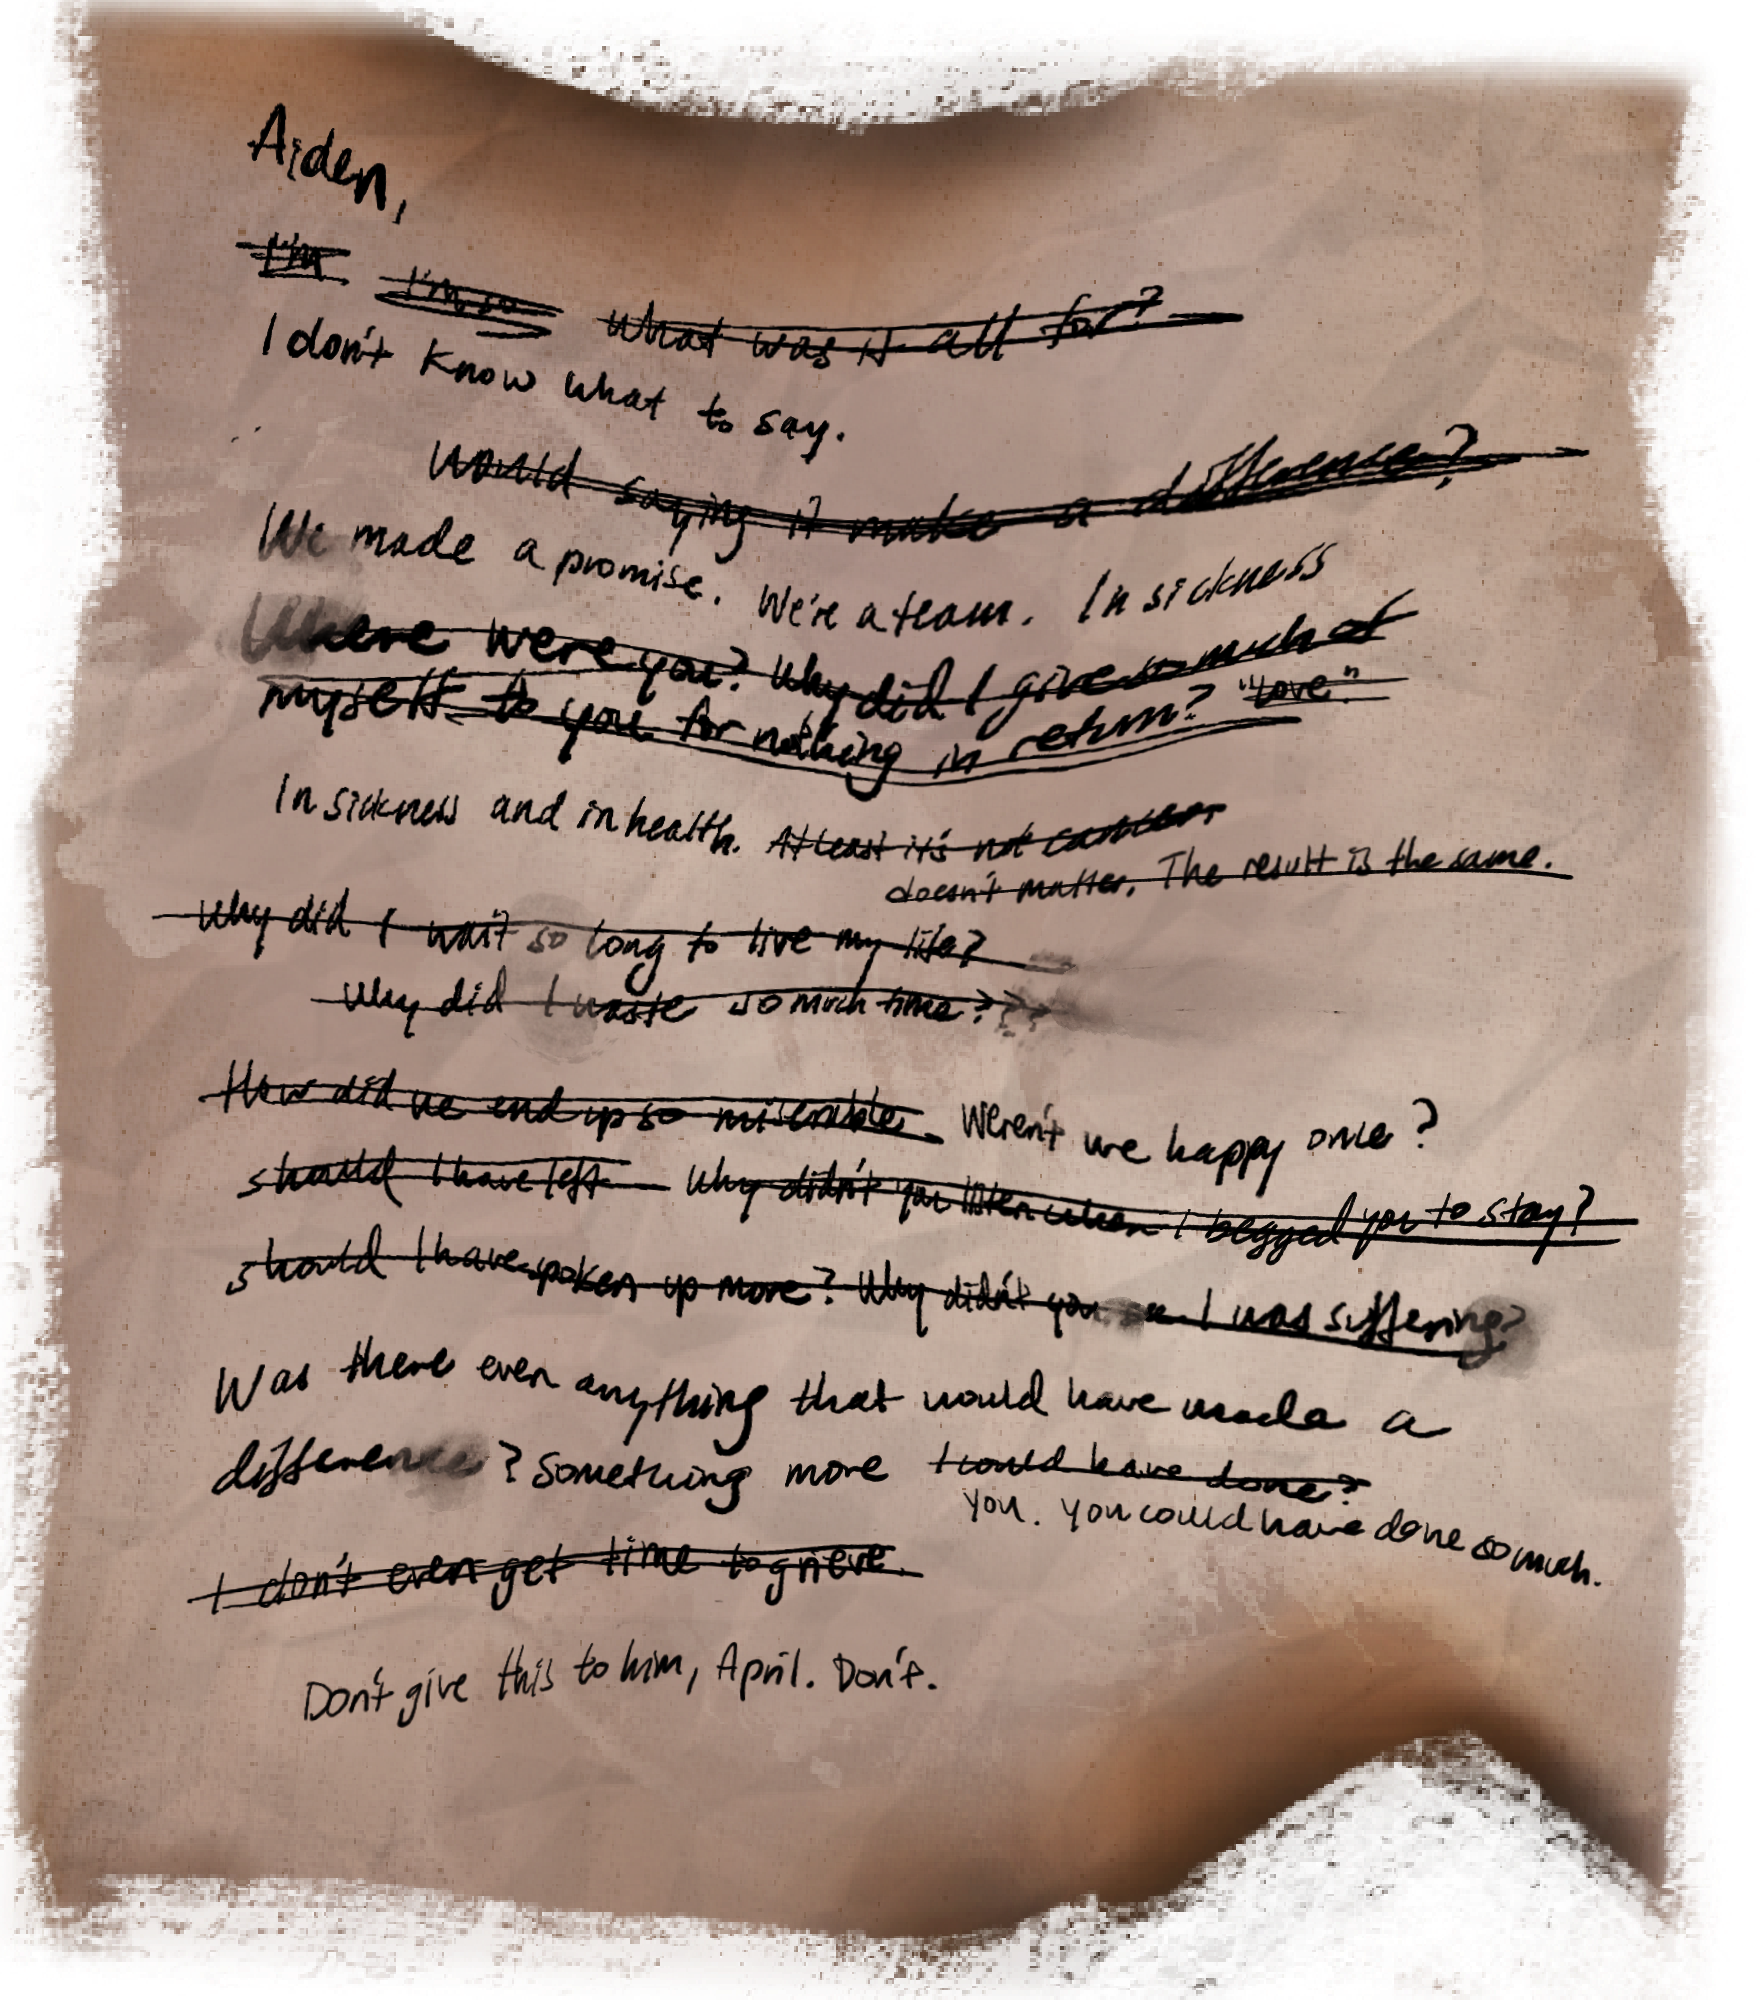 Aiden,
I'm I'm so What was it all for?
I don't know what to say.
Would saying it make a difference?
We made a promise. We're a team. In sickness
Where were you? Why did I give so much of
myself to you for nothing in return? "Love."
In sickness and in health. At least it's not cancer.
doesn't matter. The result is the same.
Why did I wait so long to live my life?
Why did I waste so much time???
How did we end up so miserable. Weren't we happy once?
should I have left Why didn't you listen when I begged you to stay?
should I have spoken up more? Why didn't you see I was suffering?
Was there even anything that would have made a
difference? Something more I could have done?
you. You could have done so much.
I don't even get time to grieve.
Don't give this to him, April. Don't.